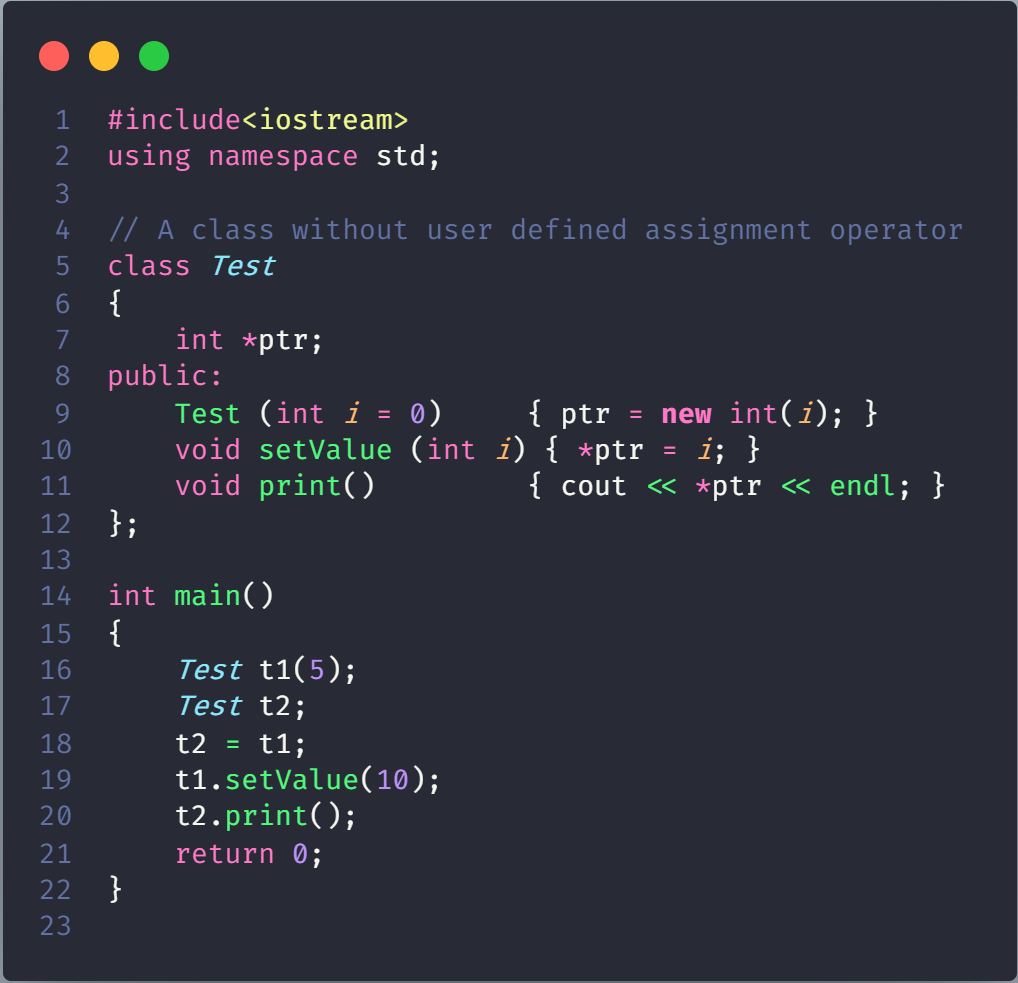 1 #include<iostream>
2 using namespace std;
3
4 // A class without user defined assignment operator
5 class Test
6 {
7     int *ptr;
8 public:
9     Test (int i = 0)     { ptr = new int(i); }
10     void setValue (int i) { *ptr = i; }
11     void print()         { cout << *ptr << endl; }
12 };
13
14 int main()
15 {
16     Test t1(5);
17     Test t2;
18     t2 = t1;
19     t1.setValue(10);
20     t2.print();
21     return 0;
22 }
23